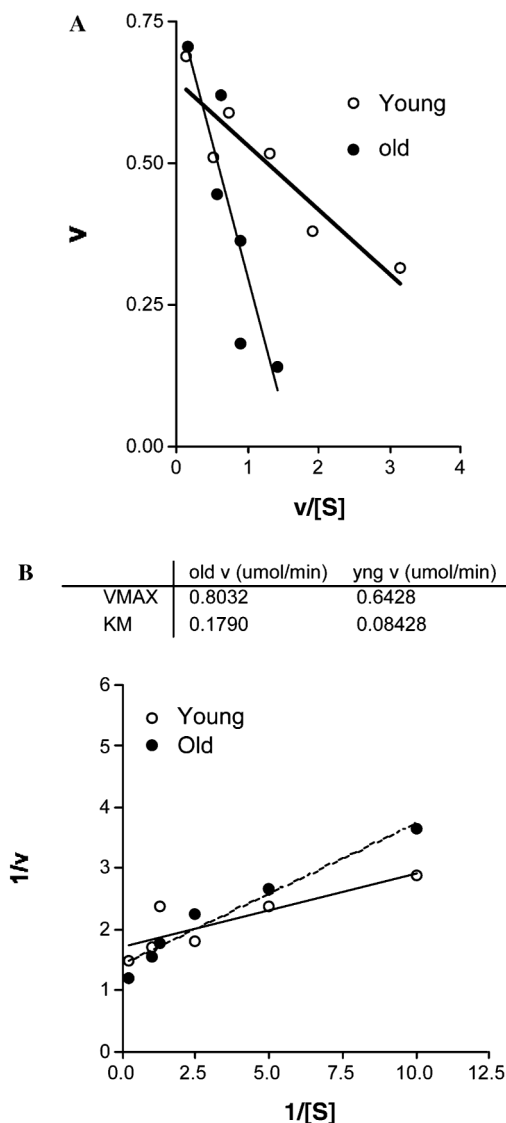 A
0.75
Young
old
0.50
v
0.25
0.00
0 1 2 3 4
v/[S]
B
old v (umol/min) yng v (umol/min)
VMAX 0.8032 0.6428
KM 0.1790 0.08428
6
Young
5
Old
4
1/v
3
2
1
0
0.0 2.5 5.0 7.5 10.0 12.5
1/[S]